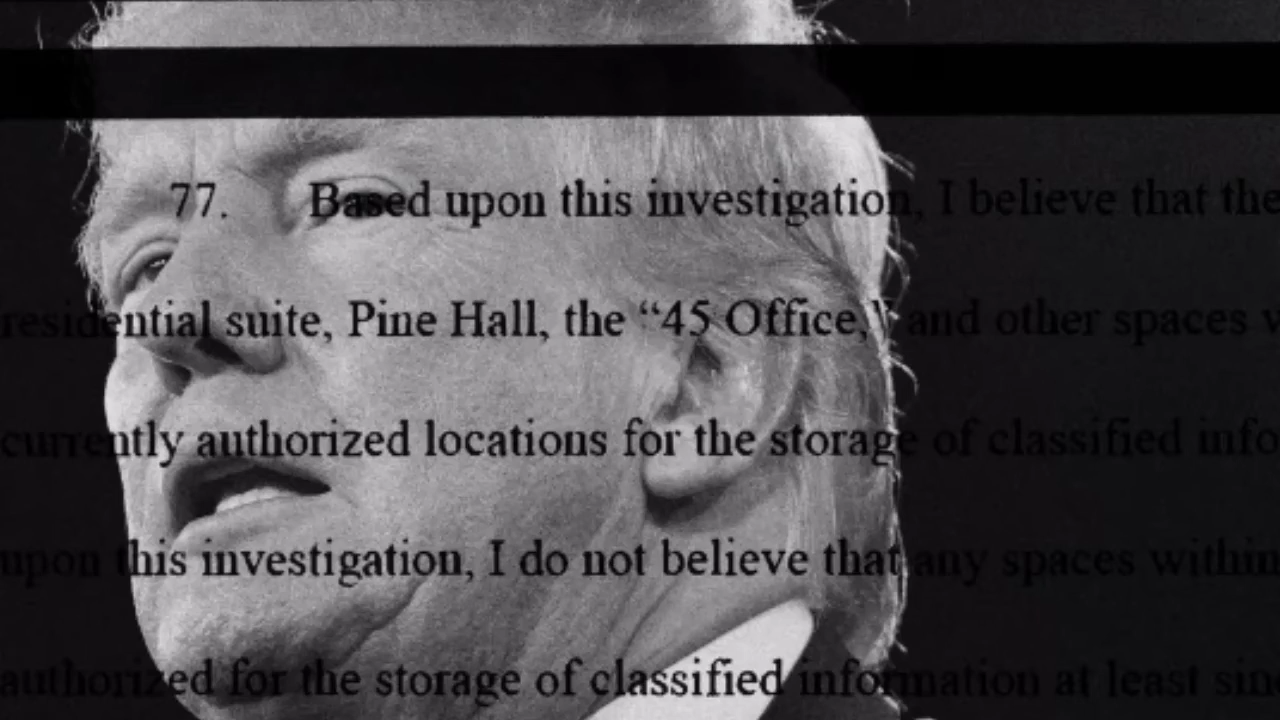 77. Based upon this investigation, I believe that the
residential suite, Pine Hall, the “45 Office,” and other spaces w
currently authorized locations for the storage of classified info
upon this investigation, I do not believe that any spaces within
authorized for the storage of classified information at least sin